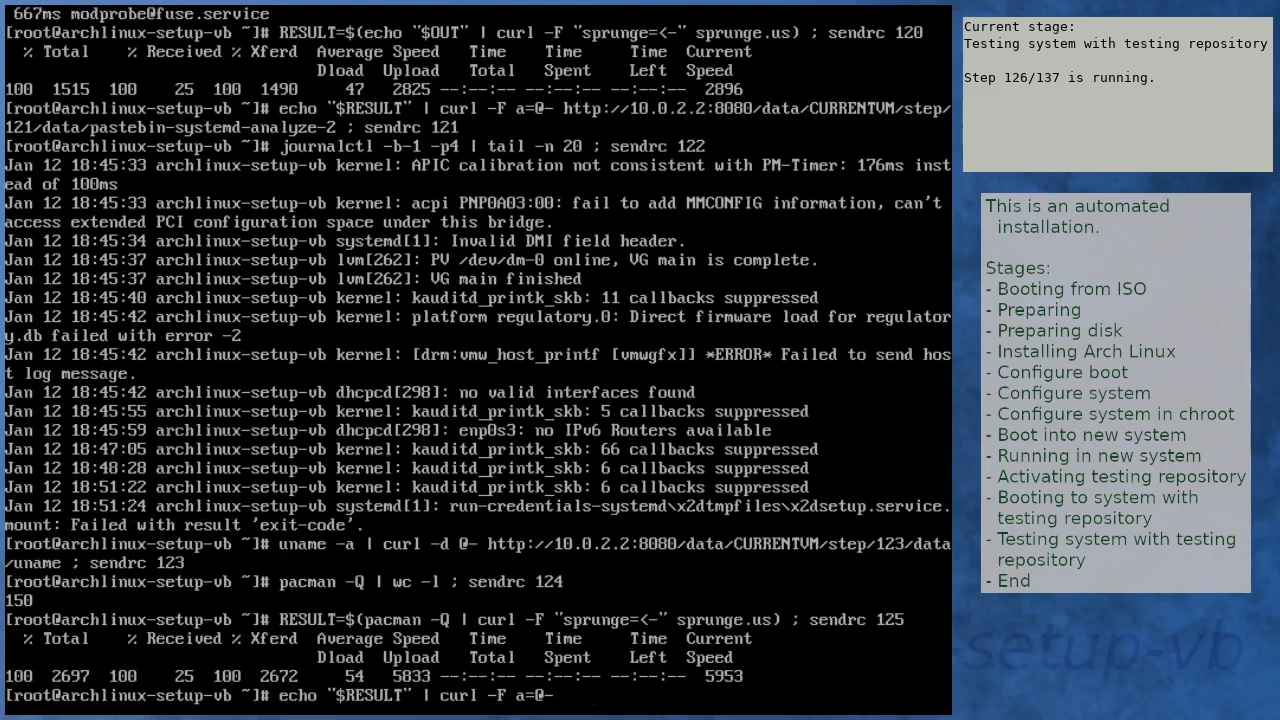 667ms modprobe@fuse.service
[root@archlinux-setup-vb ~]# RESULT=$(echo "$OUT" | curl -F "sprunge=<-" sprunge.us) ; sendrc 120
  % Total    % Received % Xferd  Average Speed   Time    Time     Time  Current
                                 Dload  Upload   Total   Spent    Left  Speed
100  1515  100    25  100  1490     47   2825 --:--:-- --:--:-- --:--:--  2896
[root@archlinux-setup-vb ~]# echo "$RESULT" | curl -F a=@- http://10.0.2.2:8080/data/CURRENTVM/step/
121/data/pastebin-systemd-analyze-2 ; sendrc 121
[root@archlinux-setup-vb ~]# journalctl -b-1 -p4 | tail -n 20 ; sendrc 122
Jan 12 18:45:33 archlinux-setup-vb kernel: APIC calibration not consistent with PM-Timer: 176ms inst
ead of 100ms
Jan 12 18:45:33 archlinux-setup-vb kernel: acpi PNP0A03:00: fail to add MMCONFIG information, can't
access extended PCI configuration space under this bridge.
Jan 12 18:45:34 archlinux-setup-vb systemd[1]: Invalid DMI field header.
Jan 12 18:45:37 archlinux-setup-vb lvm[262]: PV /dev/dm-0 online, VG main is complete.
Jan 12 18:45:37 archlinux-setup-vb lvm[262]: VG main finished
Jan 12 18:45:40 archlinux-setup-vb kernel: kauditd_printk_skb: 11 callbacks suppressed
Jan 12 18:45:42 archlinux-setup-vb kernel: platform regulatory.0: Direct firmware load for regulator
y.db failed with error -2
Jan 12 18:45:42 archlinux-setup-vb kernel: [drm:vmw_host_printf [vmwgfx]] *ERROR* Failed to send hos
t log message.
Jan 12 18:45:42 archlinux-setup-vb dhcpcd[298]: no valid interfaces found
Jan 12 18:45:55 archlinux-setup-vb kernel: kauditd_printk_skb: 5 callbacks suppressed
Jan 12 18:45:59 archlinux-setup-vb dhcpcd[298]: enp0s3: no IPv6 Routers available
Jan 12 18:47:05 archlinux-setup-vb kernel: kauditd_printk_skb: 66 callbacks suppressed
Jan 12 18:48:28 archlinux-setup-vb kernel: kauditd_printk_skb: 6 callbacks suppressed
Jan 12 18:51:22 archlinux-setup-vb kernel: kauditd_printk_skb: 6 callbacks suppressed
Jan 12 18:51:24 archlinux-setup-vb systemd[1]: run-credentials-systemd\x2dtmpfiles\x2dsetup.service.
mount: Failed with result 'exit-code'.
[root@archlinux-setup-vb ~]# uname -a | curl -d @- http://10.0.2.2:8080/data/CURRENTVM/step/123/data
/uname ; sendrc 123
[root@archlinux-setup-vb ~]# pacman -Q | wc -l ; sendrc 124
150
[root@archlinux-setup-vb ~]# RESULT=$(pacman -Q | curl -F "sprunge=<-" sprunge.us) ; sendrc 125
  % Total    % Received % Xferd  Average Speed   Time    Time     Time  Current
                                 Dload  Upload   Total   Spent    Left  Speed
100  2697  100    25  100  2672     54   5833 --:--:-- --:--:-- --:--:--  5953
[root@archlinux-setup-vb ~]# echo "$RESULT" | curl -F a=@-
Current stage:
Testing system with testing repository
Step 126/137 is running.
This is an automated
installation.
Stages:
- Booting from ISO
- Preparing
- Preparing disk
- Installing Arch Linux
- Configure boot
- Configure system
- Configure system in chroot
- Boot into new system
- Running in new system
- Activating testing repository
- Booting to system with
testing repository
- Testing system with testing
repository
- End
-setup-vb